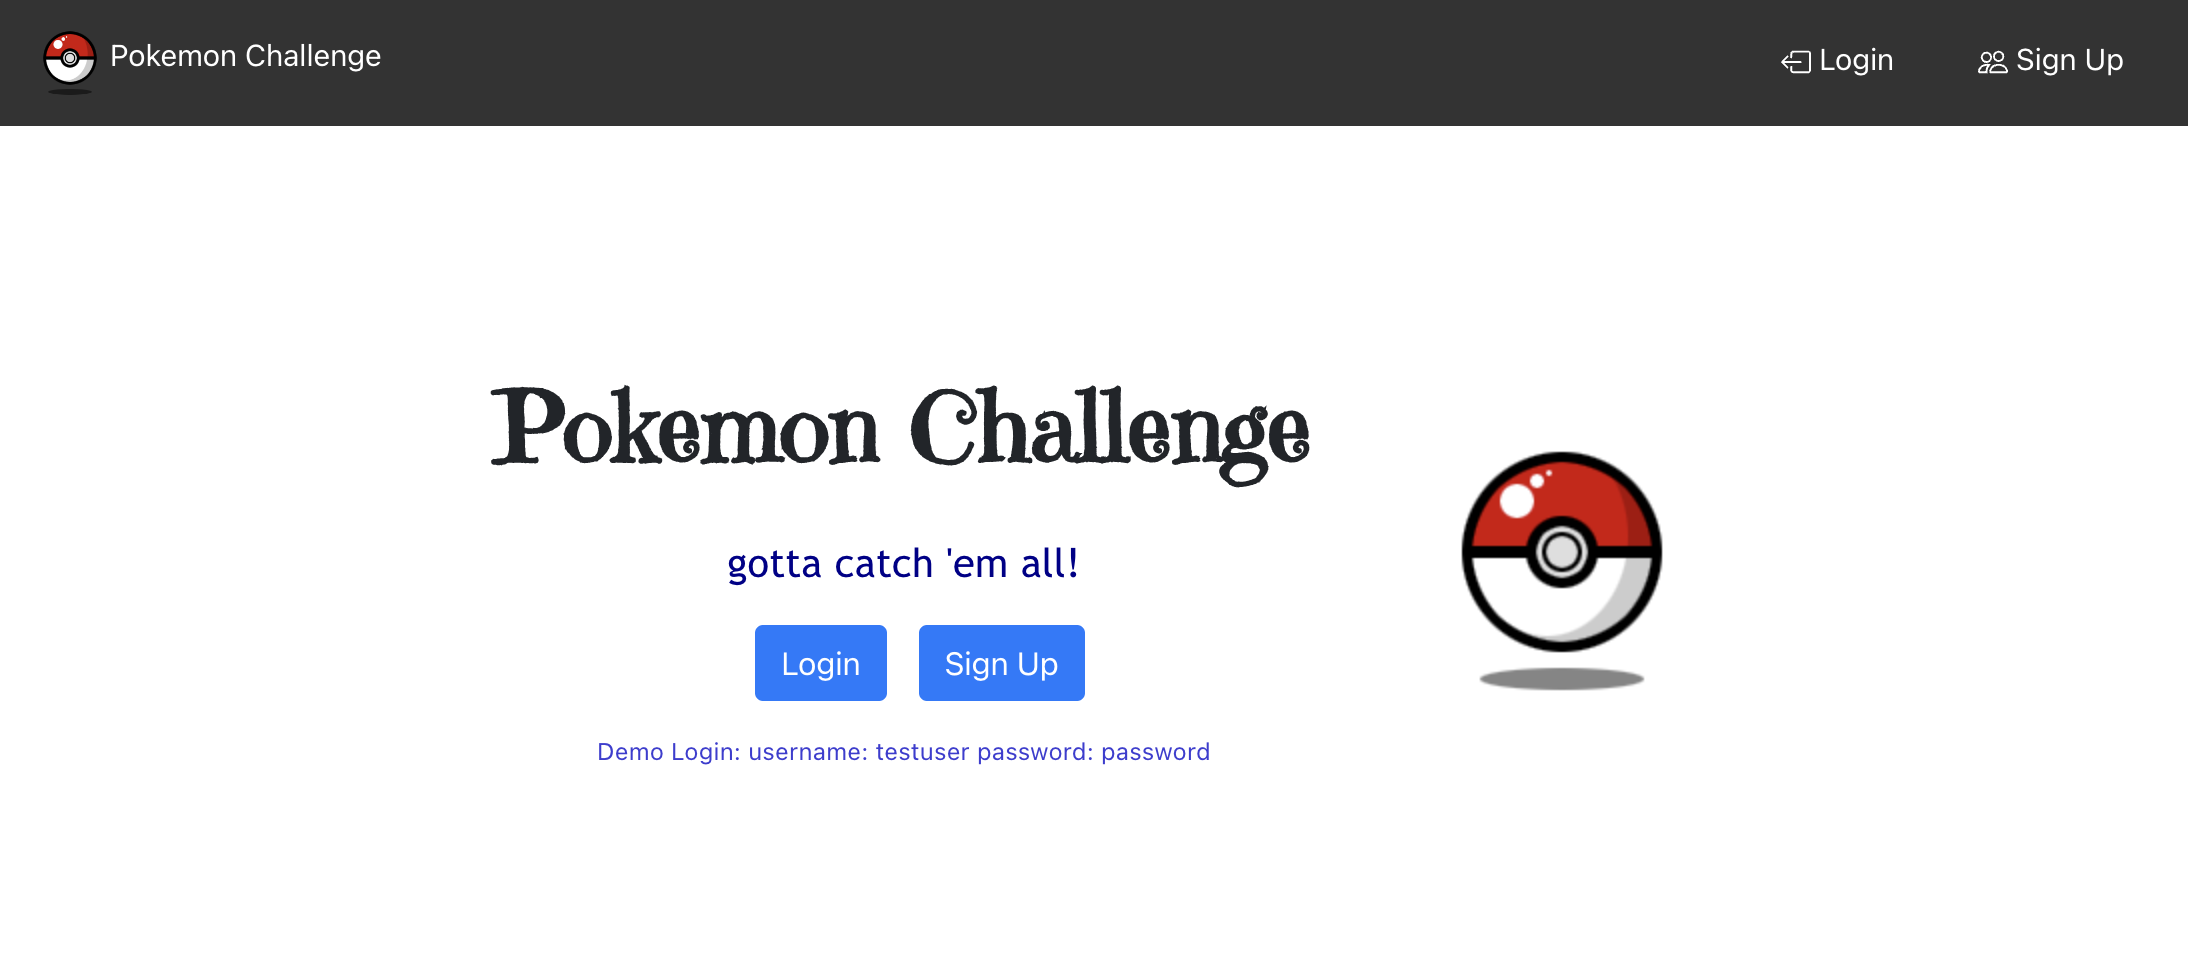 Pokemon Challenge
Login
Sign Up
Pokemon Challenge
gotta catch 'em all!
Login
Sign Up
Demo Login: username: testuser password: password